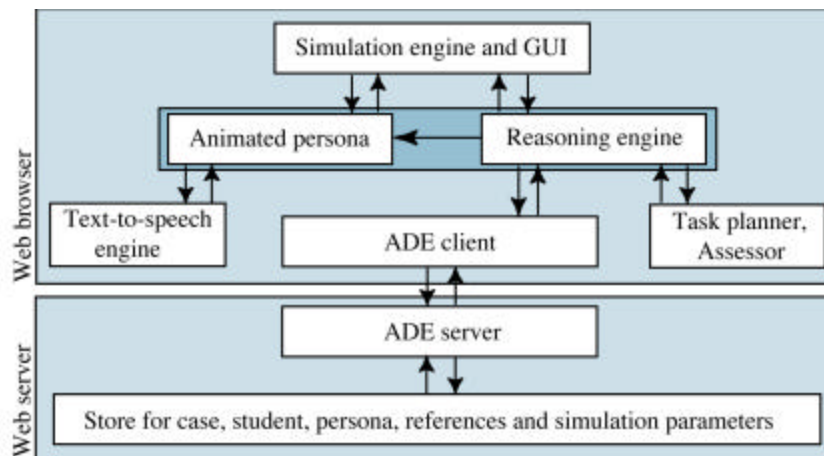 Simulation engine and GUI
Animated persona
Reasoning engine
Text-to-speech
engine
ADE client
Task planner,
Assessor
Web browser
ADE server
Store for case, student, persona, references and simulation parameters
Web server